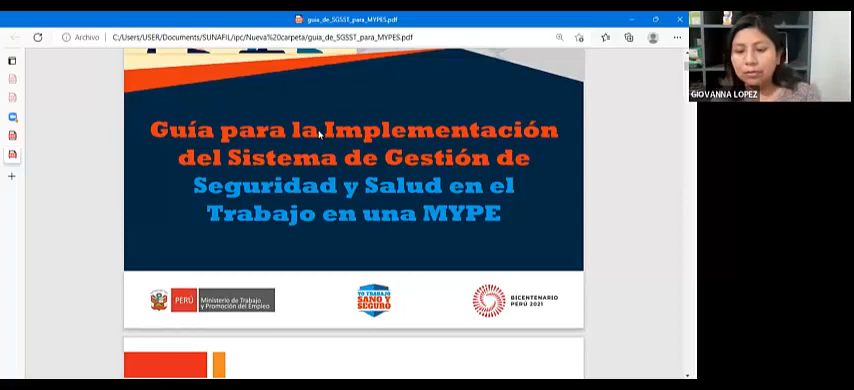 guia_de_SGSST_para_MYPES.pdf
Archivo | C:/Users/USER/Documents/SUNAFIL/ipc/Nueva%20carpeta/guia_de_SGSST_para_MYPES.pdf
GIOVANNA LOPEZ
Guía para la Implementación
del Sistema de Gestión de
Seguridad y Salud en el
Trabajo en una MYPE
PERÚ
Ministerio de Trabajo
y Promoción del Empleo
YO TRABAJO
SANO Y
SEGURO
BICENTENARIO
PERÚ 2021